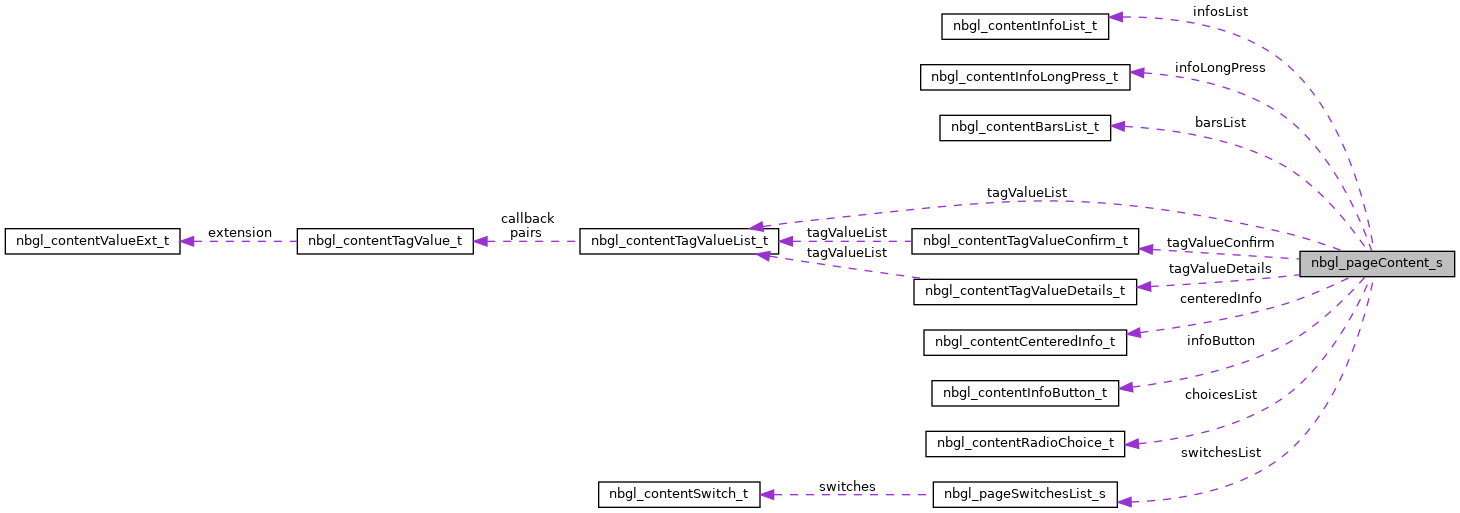 infosList
nbgl_contentInfoList_t
infoLongPress
nbgl_contentInfoLongPress_t
barsList
nbgl_contentBarsList_t
tagValueList
callback
pairs
extension
tagValueList
nbgl_contentValueExt_t
nbgl_contentTagValue_t
nbgl_contentTagValueList_t
nbgl_contentTagValueConfirm_t
tagValueConfirm
tagValueList
nbgl_pageContent_s
tagValueDetails
nbgl_contentTagValueDetails_t
centeredInfo
nbgl_contentCenteredInfo_t
infoButton
nbgl_contentInfoButton_t
choicesList
nbgl_contentRadioChoice_t
switchesList
switches
nbgl_contentSwitch_t
nbgl_pageSwitchesList_s